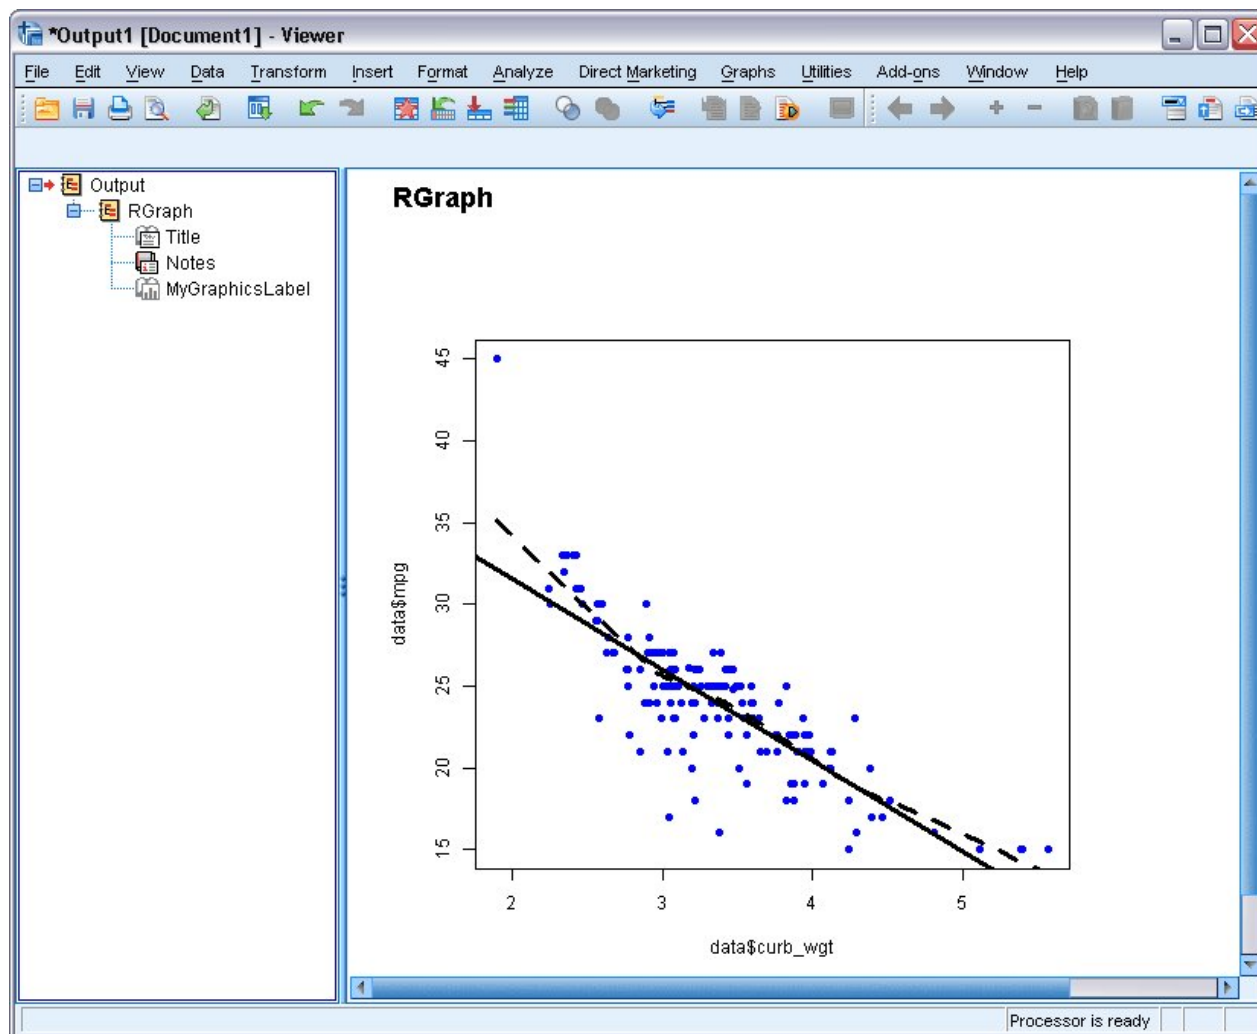 *Output1 [Document1] - Viewer
File Edit View Data Transform Insert Format Analyze Direct Marketing Graphs Utilities Add-ons Window Help
Output
RGraph
Title
Notes
MyGraphicsLabel
RGraph
45
40
35
30
25
20
15
data$mpg
2 3 4 5
data$curb_wgt
Processor is ready